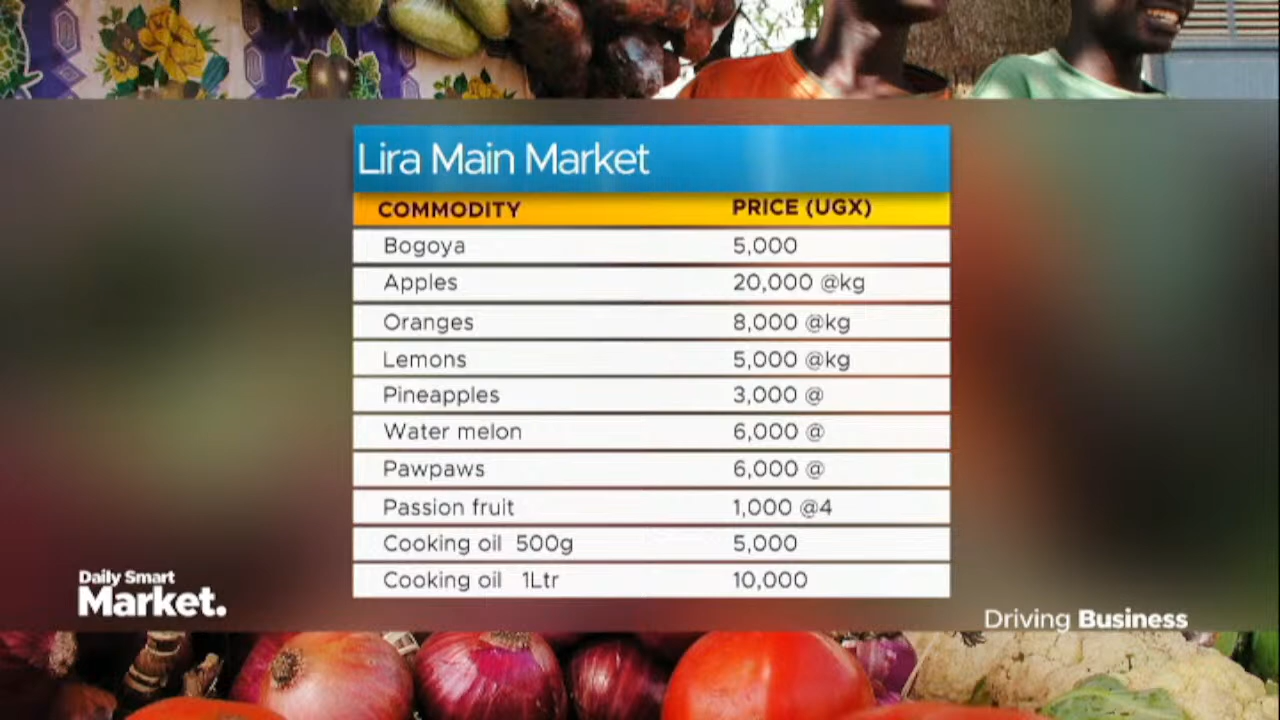 Lira Main Market
COMMODITY PRICE (UGX)
Bogoya 5,000
Apples 20,000 @kg
Oranges 8,000 @kg
Lemons 5,000 @kg
Pineapples 3,000 @
Water melon 6,000 @
Pawpaws 6,000 @
Passion fruit 1,000 @4
Cooking oil 500g 5,000
Cooking oil 1Ltr 10,000
Daily Smart
Market.
Driving Business